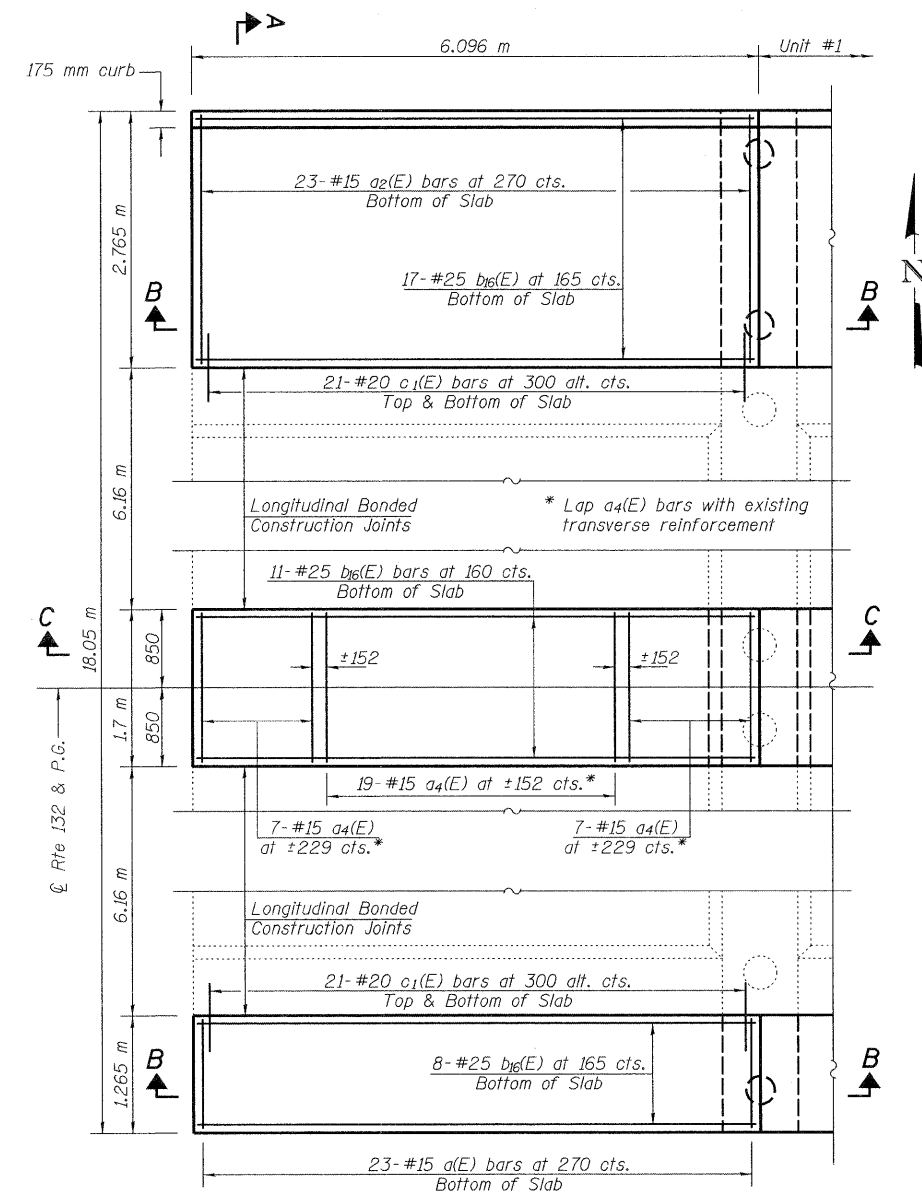 A
6.096 m
Unit #1
175 mm curb
23-#15 a2(E) bars at 270 cts.
Bottom of Slab
2.765 m
17-#25 b16(E) at 165 cts.
Bottom of Slab
N
B
B
21-#20 c1(E) bars at 300 alt. cts.
Top & Bottom of Slab
6.16 m
Longitudinal Bonded
Construction Joints
* Lap a4(E) bars with existing
transverse reinforcement
11-#25 b16(E) bars at 160 cts.
Bottom of Slab
C
C
18.05 m
850
±152
±152
1.7 m
850
19-#15 a4(E) at ±152 cts.*
7-#15 a4(E)
at ±229 cts.*
7-#15 a4(E)
at ±229 cts.*
℄ Rte 132 & P.G.
6.16 m
Longitudinal Bonded
Construction Joints
21-#20 c1(E) bars at 300 alt. cts.
Top & Bottom of Slab
1.265 m
B
B
8-#25 b16(E) at 165 cts.
Bottom of Slab
23-#15 a(E) bars at 270 cts.
Bottom of Slab